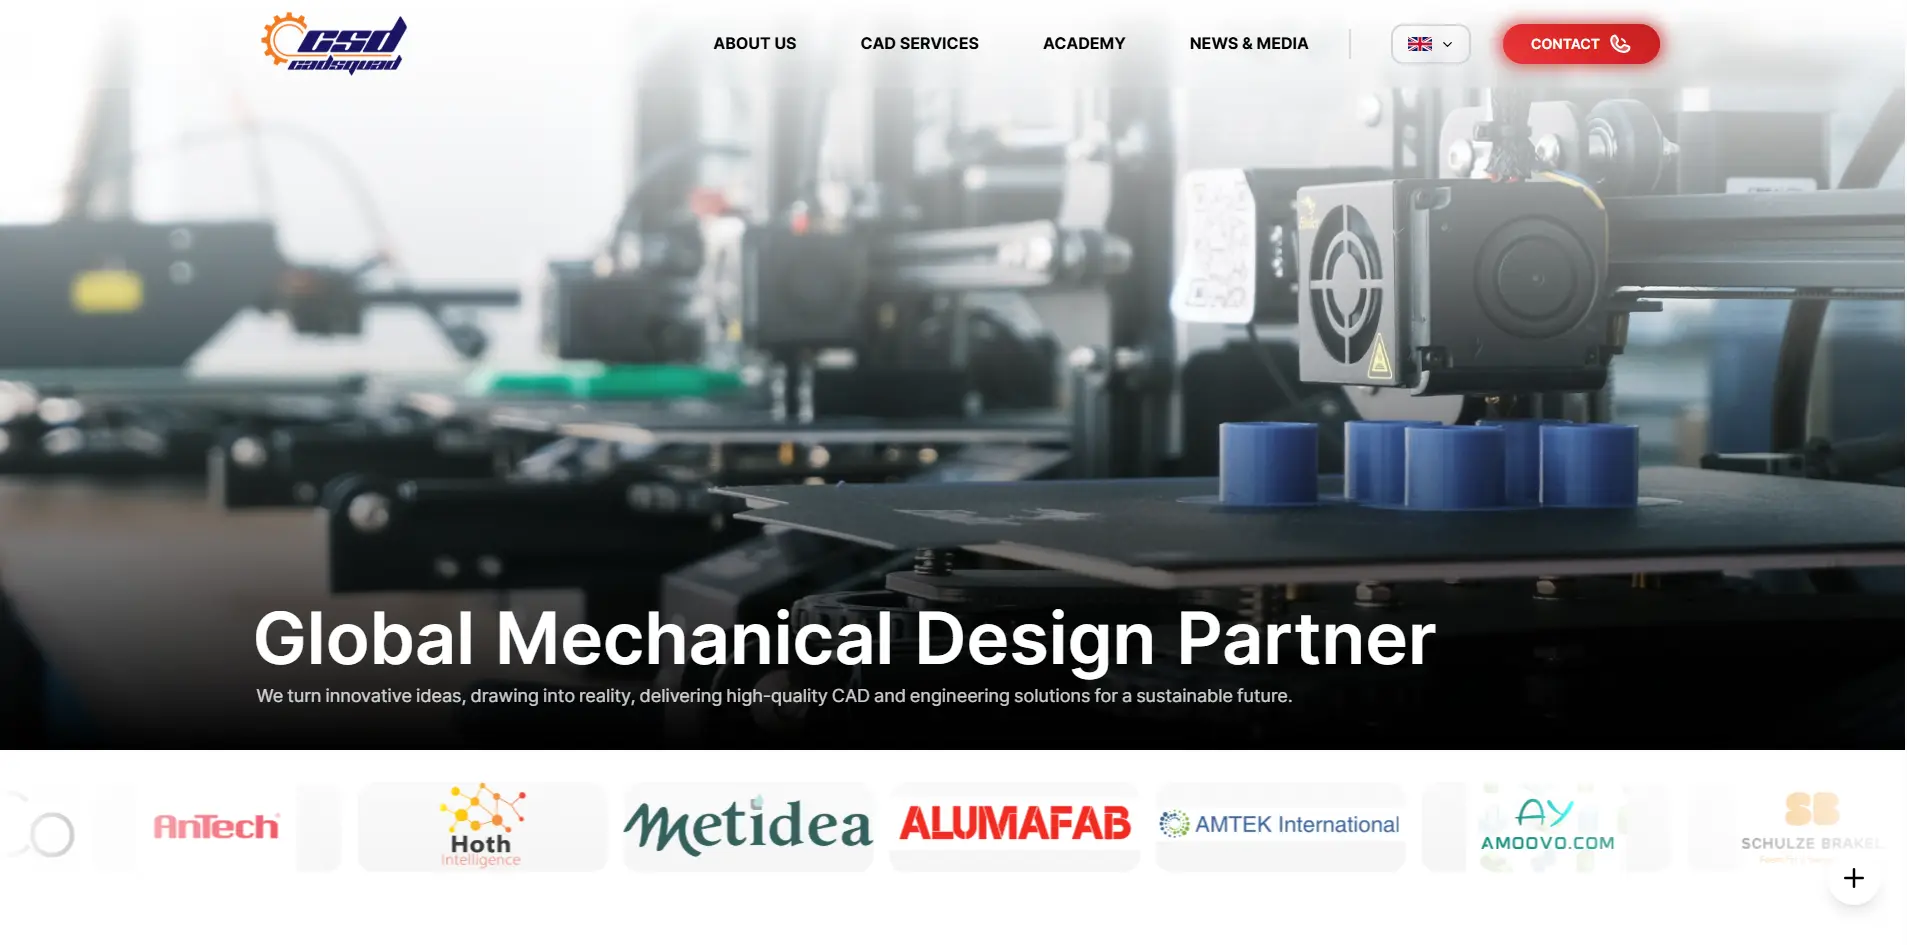 csd
cadsquad
ABOUT US
CAD SERVICES
ACADEMY
NEWS & MEDIA
CONTACT
Global Mechanical Design Partner
We turn innovative ideas, drawing into reality, delivering high-quality CAD and engineering solutions for a sustainable future.
AnTech
Hoth
Intelligence
metidea
ALUMAFAB
AMTEK International
AY
AMOOVO.COM
SB
SCHULZE BRAKEL